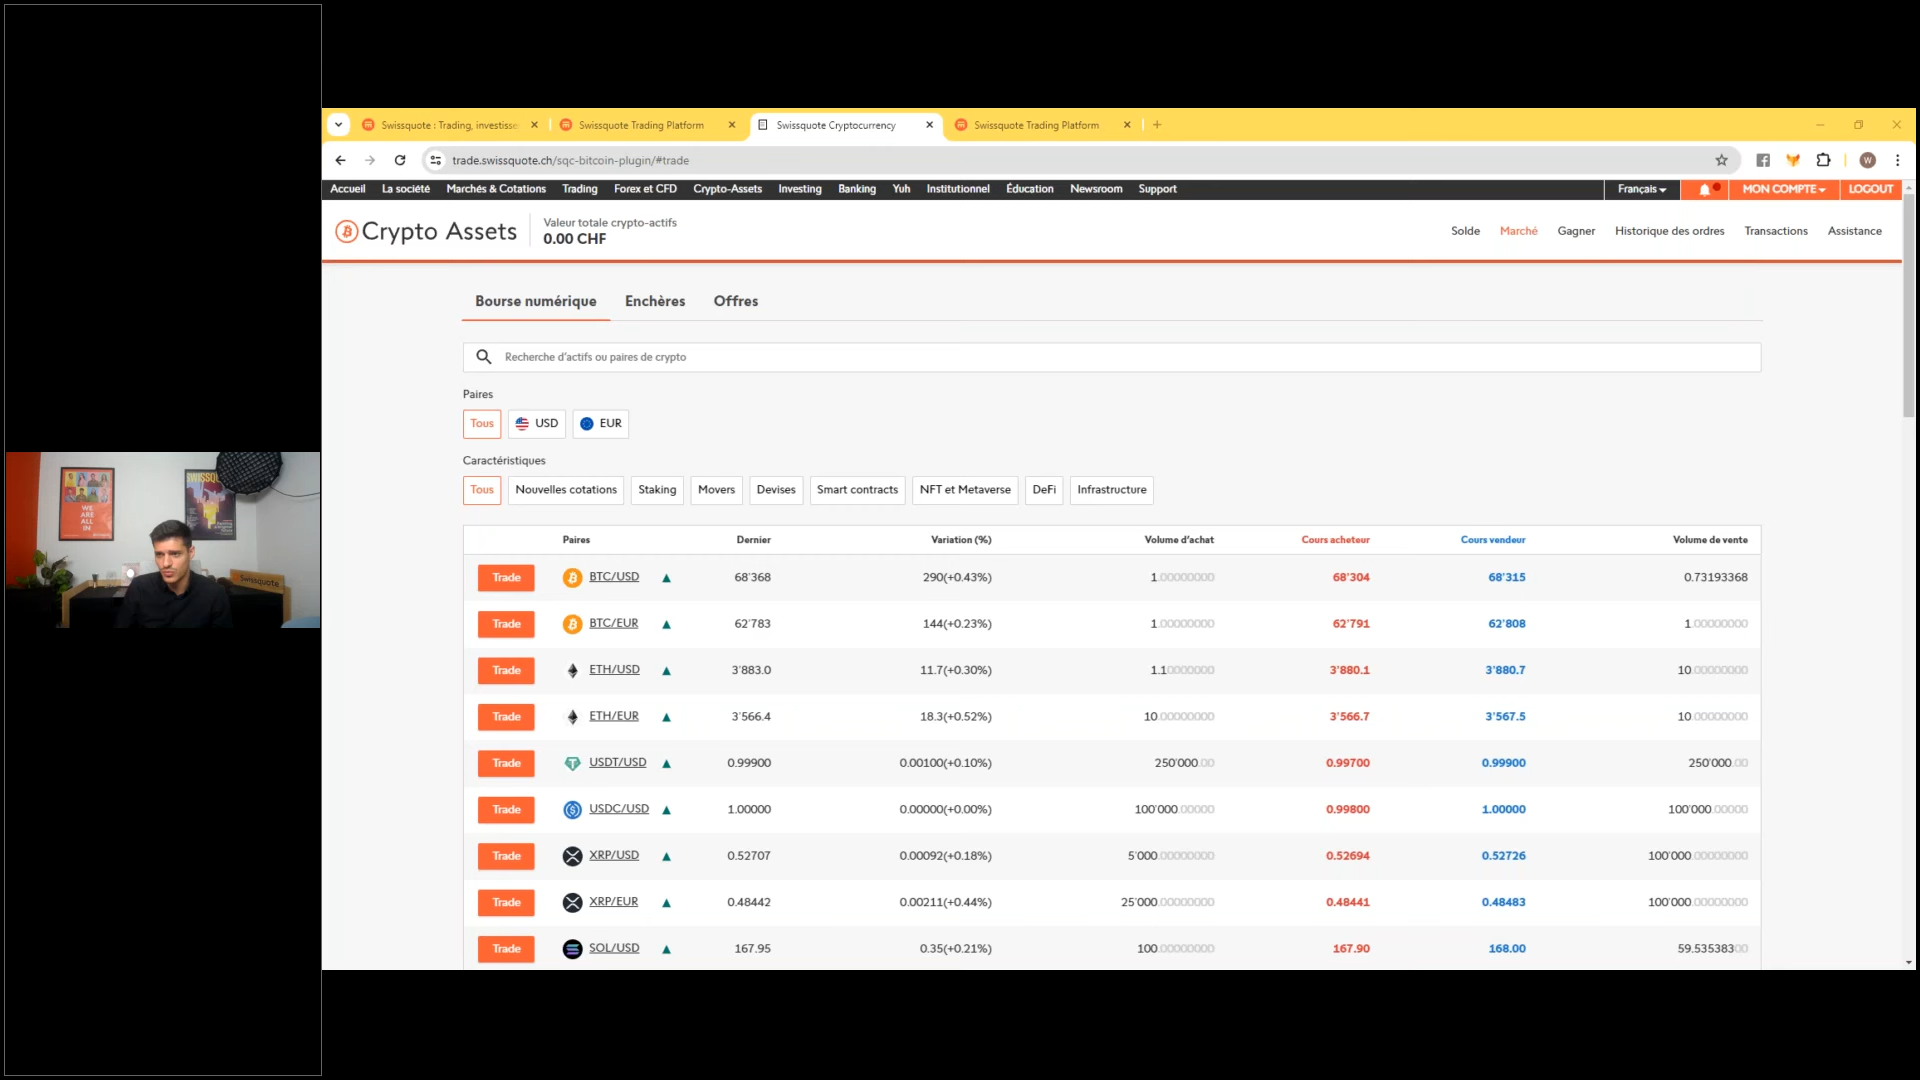 Swissquote : Trading, investisse
Swissquote Trading Platform
Swissquote Cryptocurrency
Swissquote Trading Platform
trade.swissquote.ch/sqc-bitcoin-plugin/#trade
W
Accueil La société Marchés & Cotations Trading Forex et CFD Crypto-Assets Investing Banking Yuh Institutionnel Éducation Newsroom Support Français MON COMPTE LOGOUT
Crypto Assets
Valeur totale crypto-actifs
0.00 CHF
Solde Marché Gagner Historique des ordres Transactions Assistance
Bourse numérique Enchères Offres
Recherche d'actifs ou paires de crypto
Paires
Tous USD EUR
Caractéristiques
Tous Nouvelles cotations Staking Movers Devises Smart contracts NFT et Metaverse DeFi Infrastructure
Paires Dernier Variation (%) Volume d'achat Cours acheteur Cours vendeur Volume de vente
Trade BTC/USD 68'368 290(+0.43%) 1.00000000 68'304 68'315 0.73193368
Trade BTC/EUR 62'783 144(+0.23%) 1.00000000 62'791 62'808 1.00000000
Trade ETH/USD 3'883.0 11.7(+0.30%) 1.10000000 3'880.1 3'880.7 10.00000000
Trade ETH/EUR 3'566.4 18.3(+0.52%) 10.00000000 3'566.7 3'567.5 10.00000000
Trade USDT/USD 0.99900 0.00100(+0.10%) 250'000.00 0.99700 0.99900 250'000.00
Trade USDC/USD 1.00000 0.00000(+0.00%) 100'000.00000 0.99800 1.00000 100'000.00000
Trade XRP/USD 0.52707 0.00092(+0.18%) 5'000.00000000 0.52694 0.52726 100'000.00000000
Trade XRP/EUR 0.48442 0.00211(+0.44%) 25'000.00000000 0.48441 0.48483 100'000.00000000
Trade SOL/USD 167.95 0.35(+0.21%) 100.00000000 167.90 168.00 59.53538300
WE
ARE
ALL
IN
SWISSQU
Swissquote